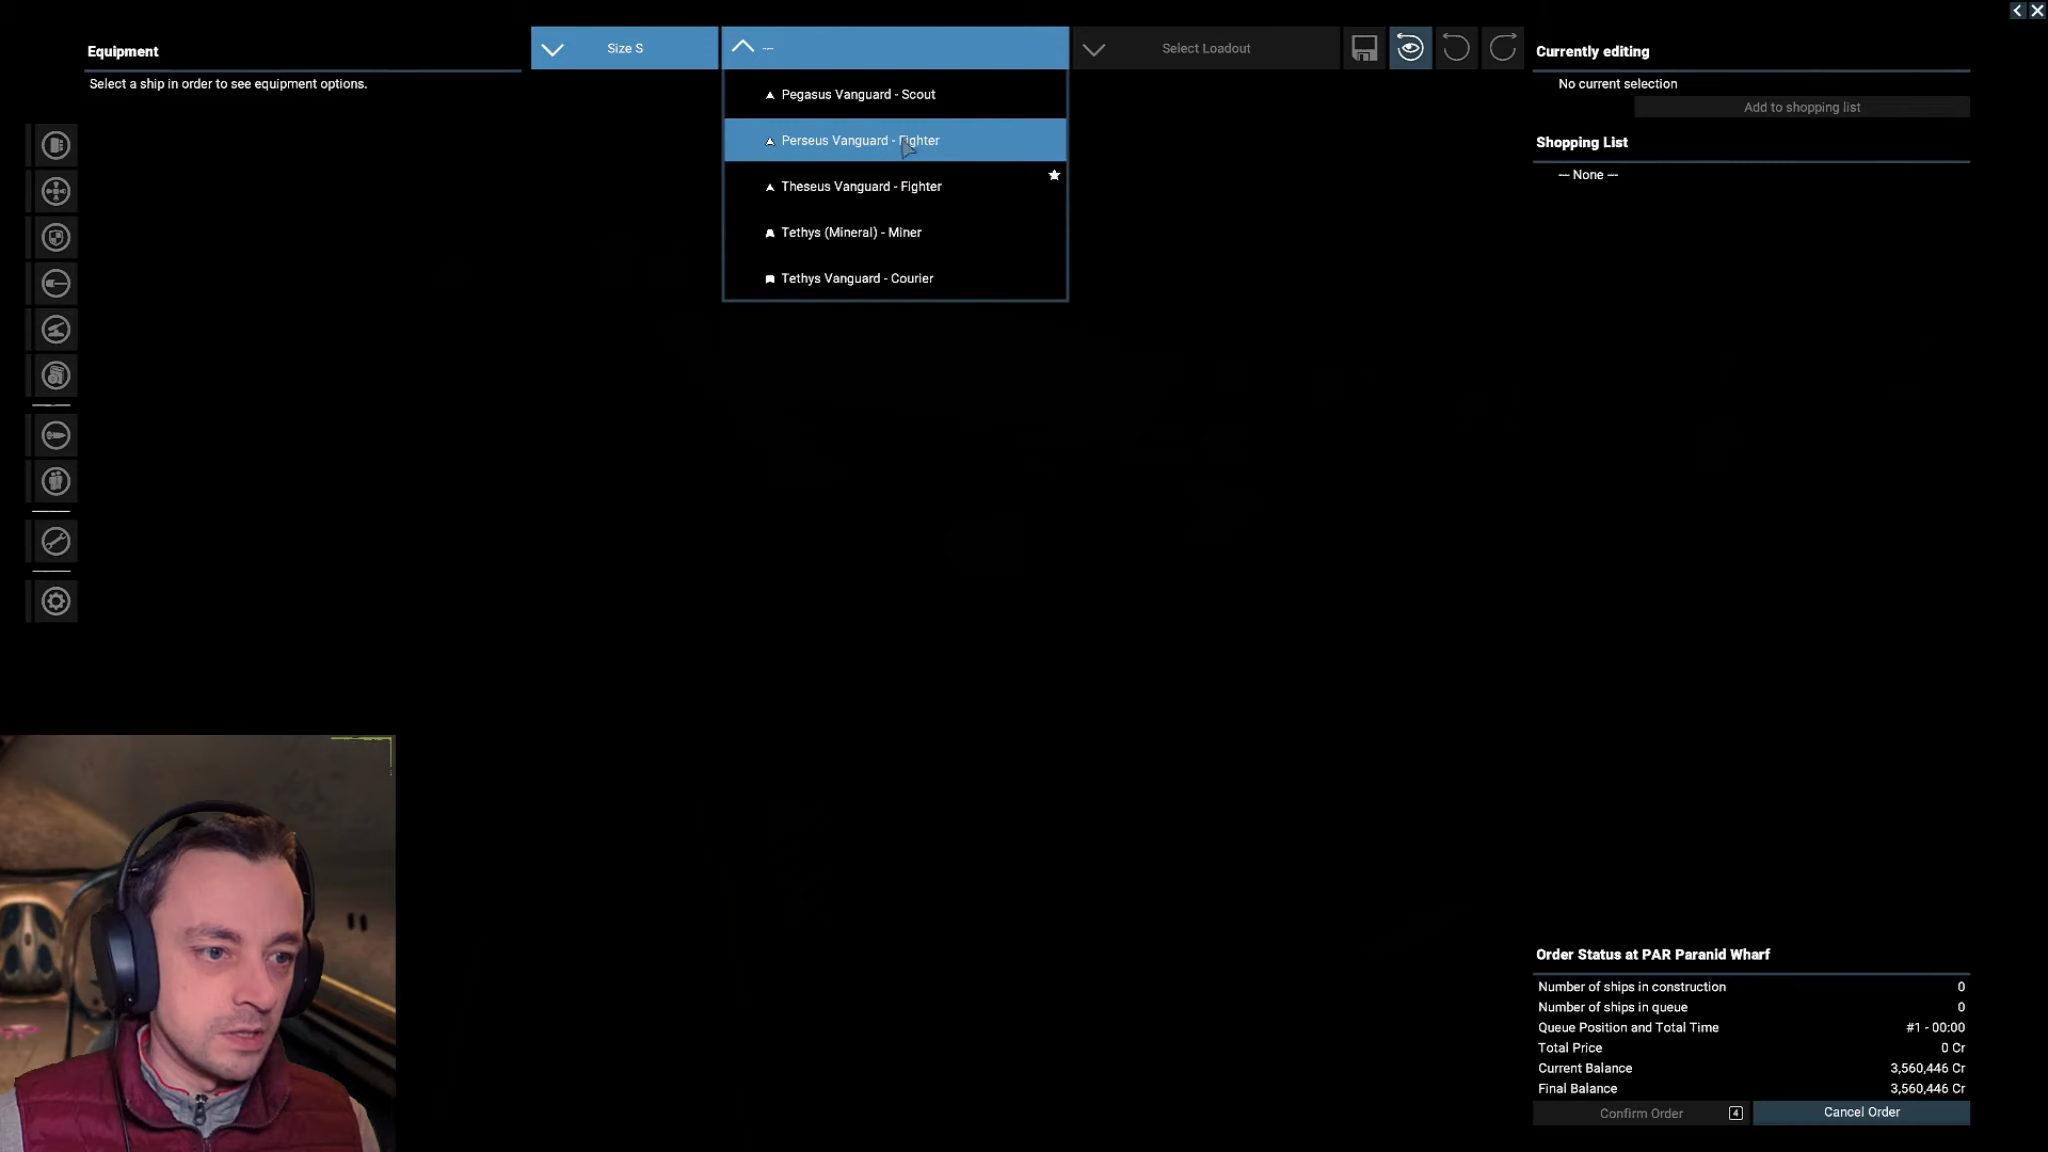 Equipment
Select a ship in order to see equipment options.
Size S
---
Select Loadout
Pegasus Vanguard - Scout
Perseus Vanguard - Fighter
Theseus Vanguard - Fighter
Tethys (Mineral) - Miner
Tethys Vanguard - Courier
Currently editing
No current selection
Add to shopping list
Shopping List
--- None ---
Order Status at PAR Paranid Wharf
Number of ships in construction 0
Number of ships in queue 0
Queue Position and Total Time #1 - 00:00
Total Price 0 Cr
Current Balance 3,560,446 Cr
Final Balance 3,560,446 Cr
Confirm Order 4
Cancel Order